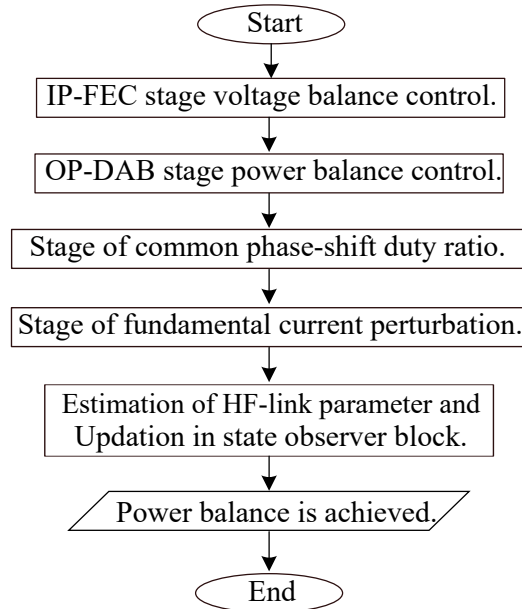 Start
IP-FEC stage voltage balance control.
OP-DAB stage power balance control.
Stage of common phase-shift duty ratio.
Stage of fundamental current perturbation.
Estimation of HF-link parameter and
Updation in state observer block.
Power balance is achieved.
End